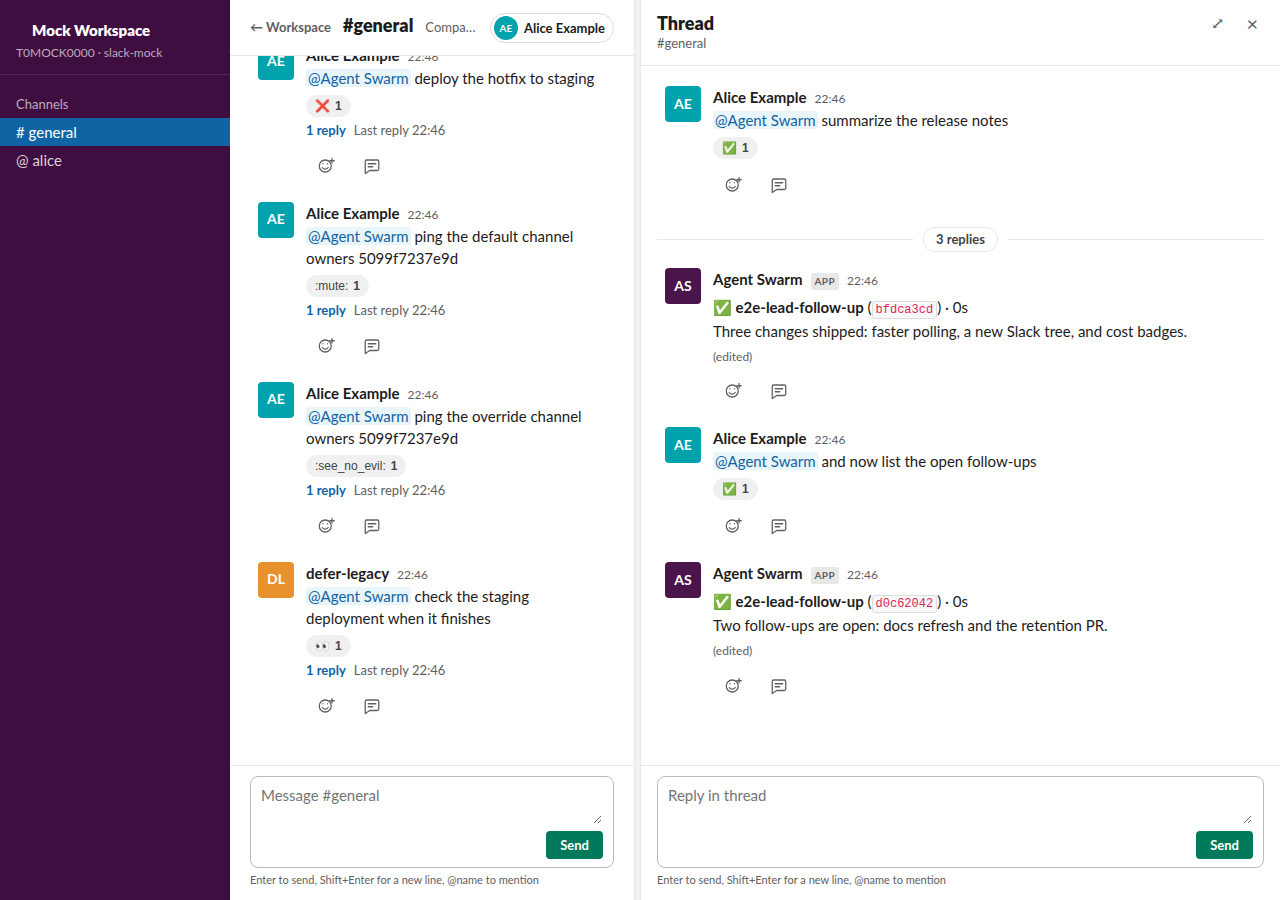 Mock Workspace
T0MOCK0000 · slack-mock
Channels
# general
@ alice
← Workspace #general Compa... AE Alice Example
AE Alice Example 22:46
@Agent Swarm deploy the hotfix to staging
❌ 1
1 reply Last reply 22:46
AE Alice Example 22:46
@Agent Swarm ping the default channel
owners 5099f7237e9d
:mute: 1
1 reply Last reply 22:46
AE Alice Example 22:46
@Agent Swarm ping the override channel
owners 5099f7237e9d
:see_no_evil: 1
1 reply Last reply 22:46
DL defer-legacy 22:46
@Agent Swarm check the staging
deployment when it finishes
👀 1
1 reply Last reply 22:46
Message #general
Send
Enter to send, Shift+Enter for a new line, @name to mention
Thread
#general
AE Alice Example 22:46
@Agent Swarm summarize the release notes
✅ 1
3 replies
AS Agent Swarm APP 22:46
✅ e2e-lead-follow-up (bfdca3cd) · 0s
Three changes shipped: faster polling, a new Slack tree, and cost badges.
(edited)
AE Alice Example 22:46
@Agent Swarm and now list the open follow-ups
✅ 1
AS Agent Swarm APP 22:46
✅ e2e-lead-follow-up (d0c62042) · 0s
Two follow-ups are open: docs refresh and the retention PR.
(edited)
Reply in thread
Send
Enter to send, Shift+Enter for a new line, @name to mention